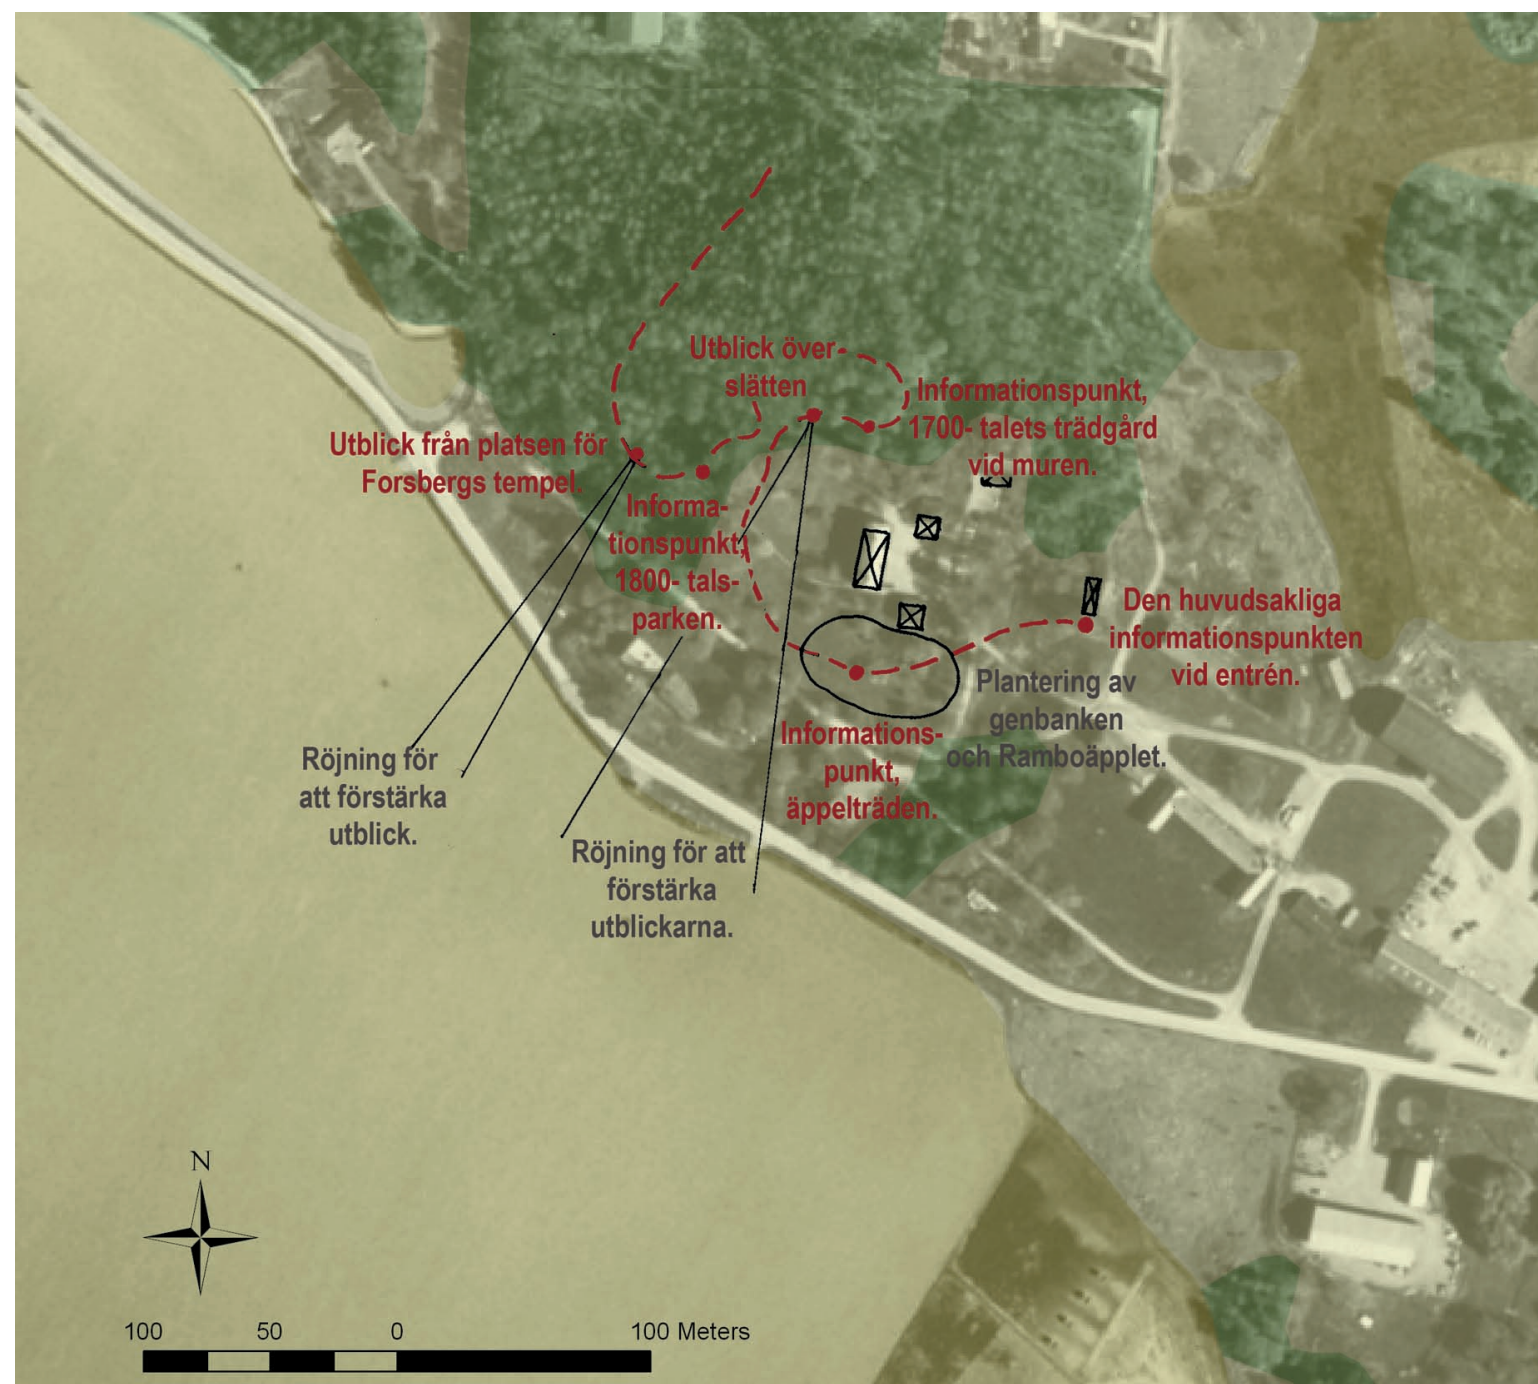 Utblick över
slätten
Informationspunkt,
1700- talets trädgård
vid muren.
Utblick från platsen för
Forsbergs tempel.
Informa-
tionspunkt,
1800- tals-
parken.
Den huvudsakliga
informationspunkten
vid entrén.
Plantering av
genbanken
och Ramboäpplet.
Informations-
punkt,
äppelträden.
Röjning för
att förstärka
utblick.
Röjning för att
förstärka
utblickarna.
N
100 50 0 100 Meters